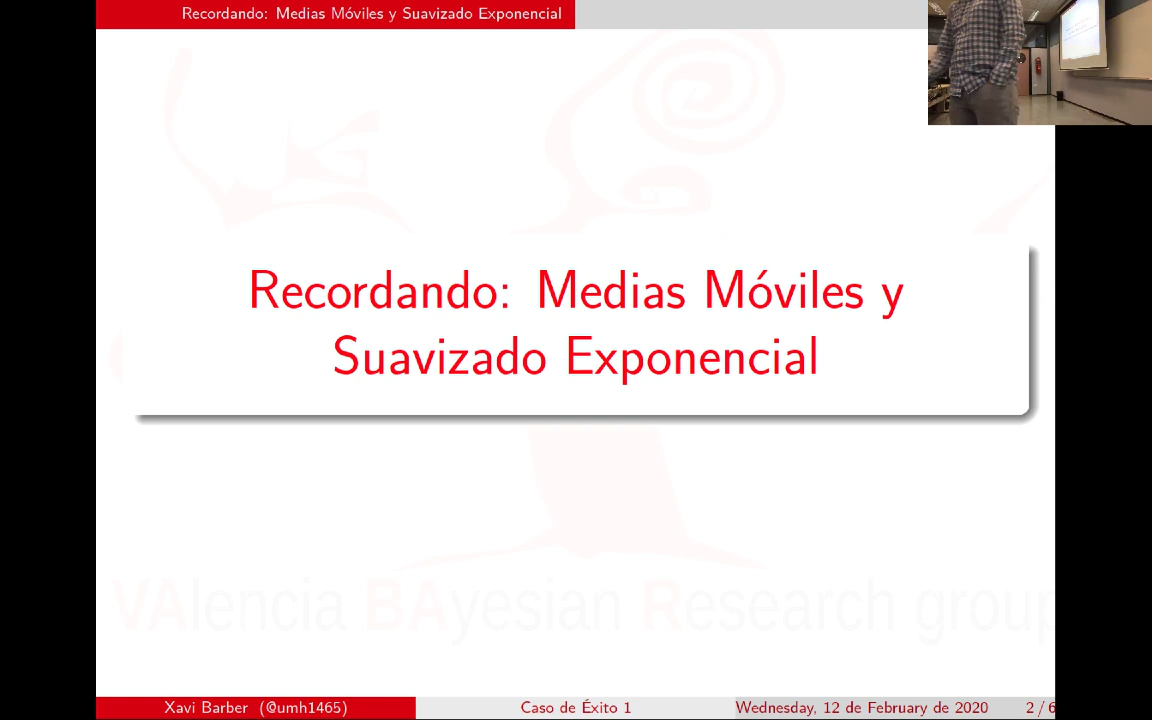 Recordando: Medias Móviles y Suavizado Exponencial
Recordando: Medias Móviles y
Suavizado Exponencial
VAlencia BAyesian Research group
Xavi Barber (@umh1465)
Caso de Éxito 1
Wednesday, 12 de February de 2020
2 / 6